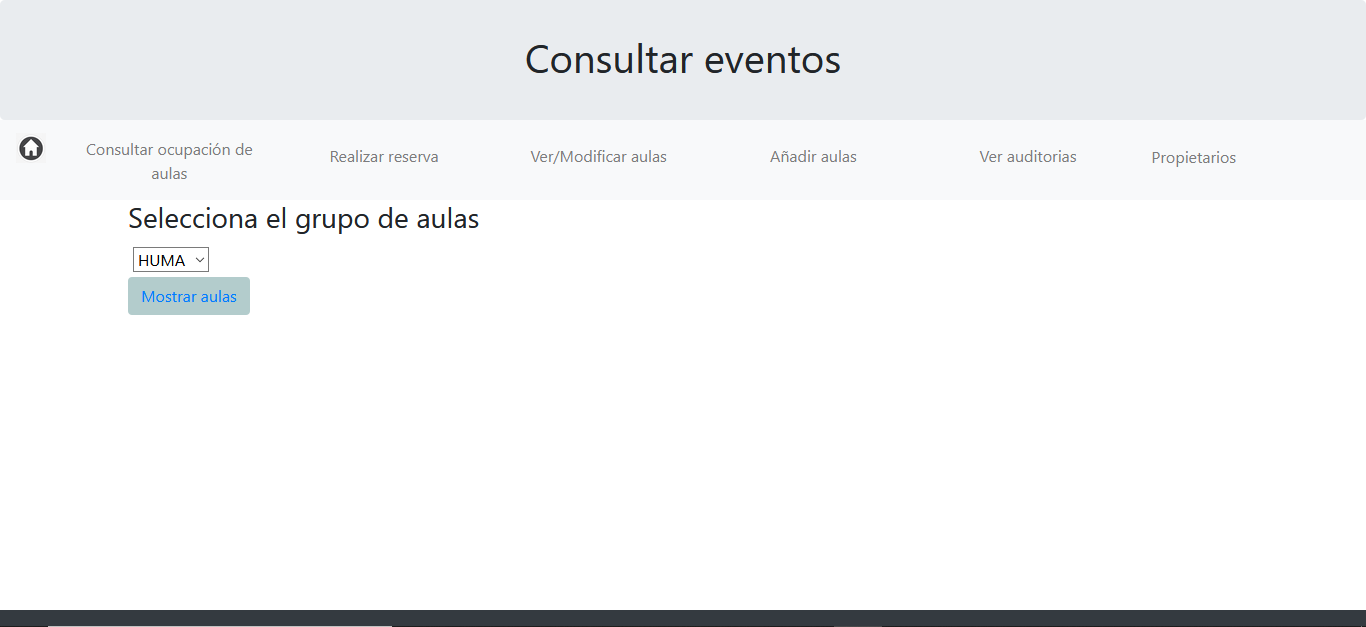 Consultar eventos
Consultar ocupación de
aulas
Realizar reserva
Ver/Modificar aulas
Añadir aulas
Ver auditorias
Propietarios
Selecciona el grupo de aulas
HUMA
Mostrar aulas